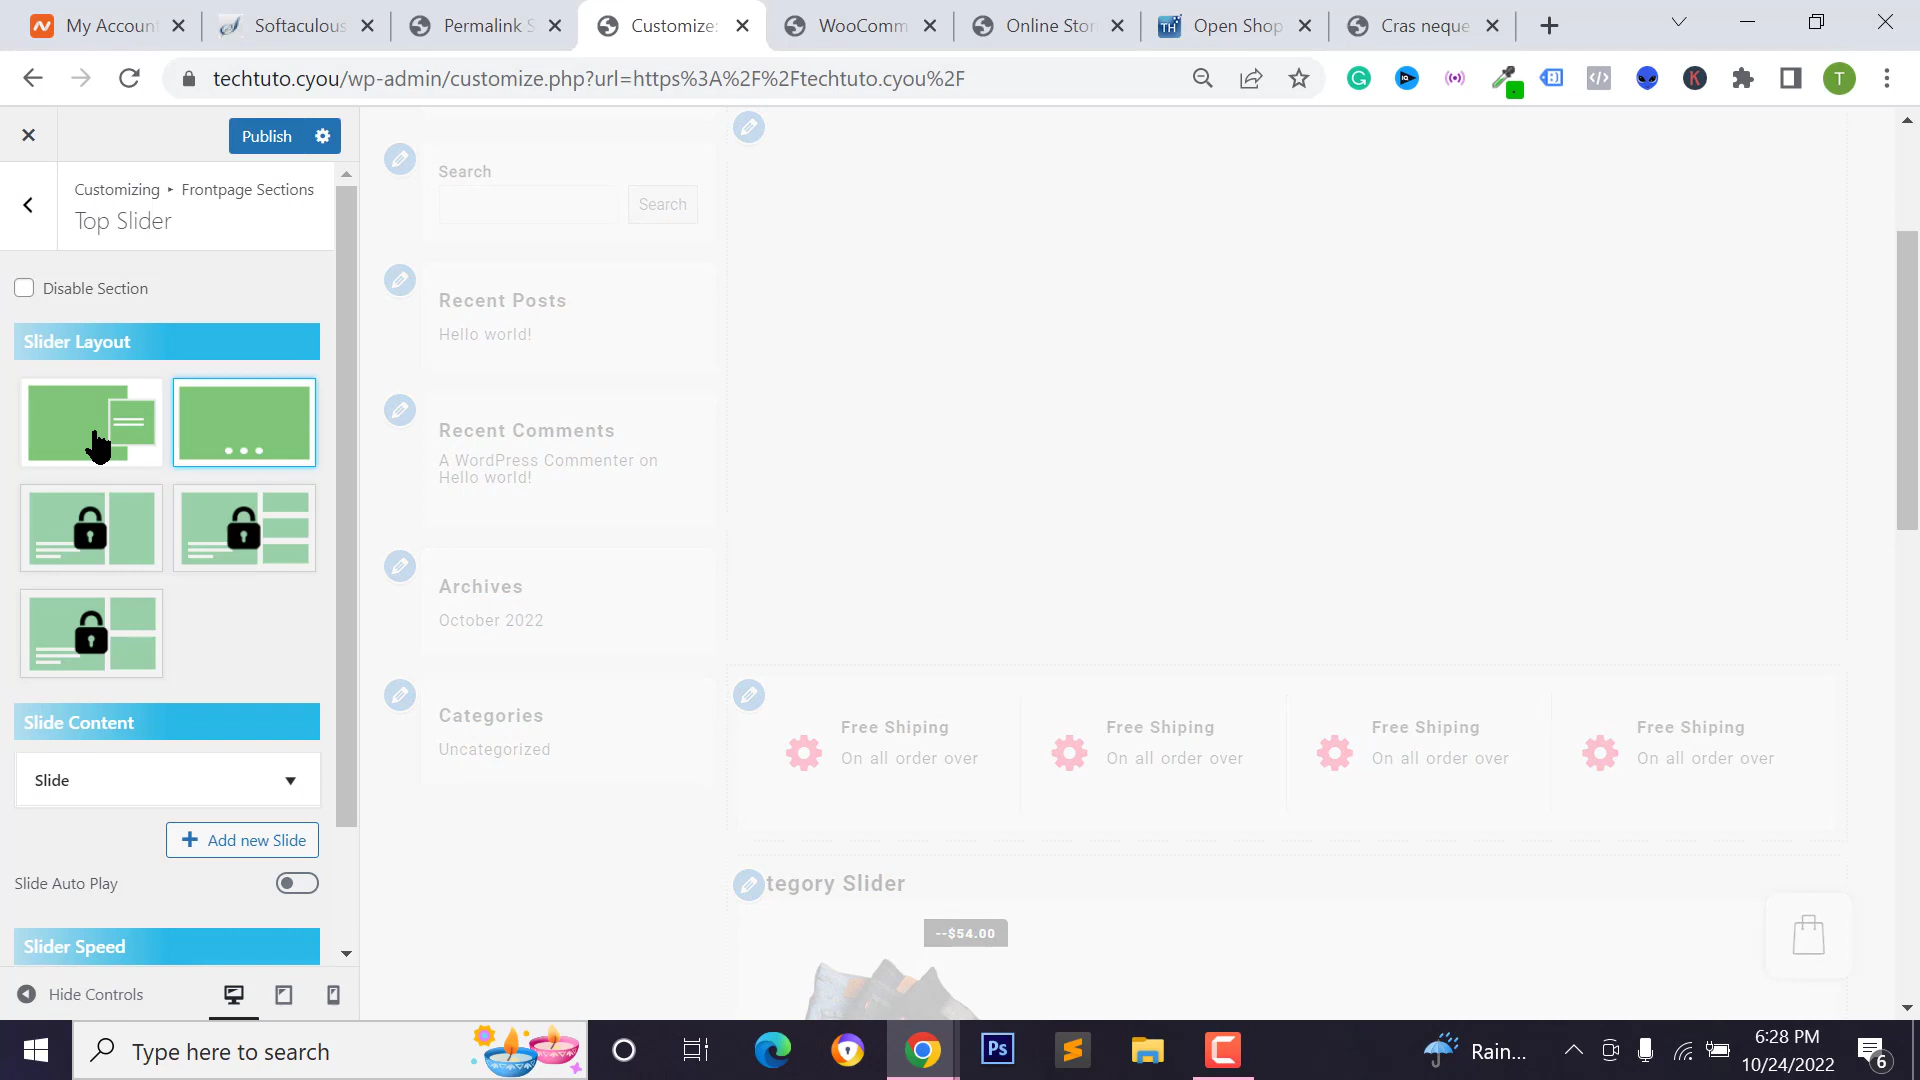 My Account
Softaculous
Permalink S
Customize:
WooComm
Online Stor
TH
Open Shop
Cras neque
techtuto.cyou/wp-admin/customize.php?url=https%3A%2F%2Ftechtuto.cyou%2F
T
Publish
Customizing ▸ Frontpage Sections
Top Slider
Disable Section
Slider Layout
Slide Content
Slide
Add new Slide
Slide Auto Play
Slider Speed
Hide Controls
Search
Search
Recent Posts
Hello world!
Recent Comments
A WordPress Commenter on
Hello world!
Archives
October 2022
Categories
Uncategorized
Free Shiping
On all order over
Free Shiping
On all order over
Free Shiping
On all order over
Free Shiping
On all order over
tegory Slider
--$54.00
Type here to search
Ps
Rain...
6:28 PM
10/24/2022
6